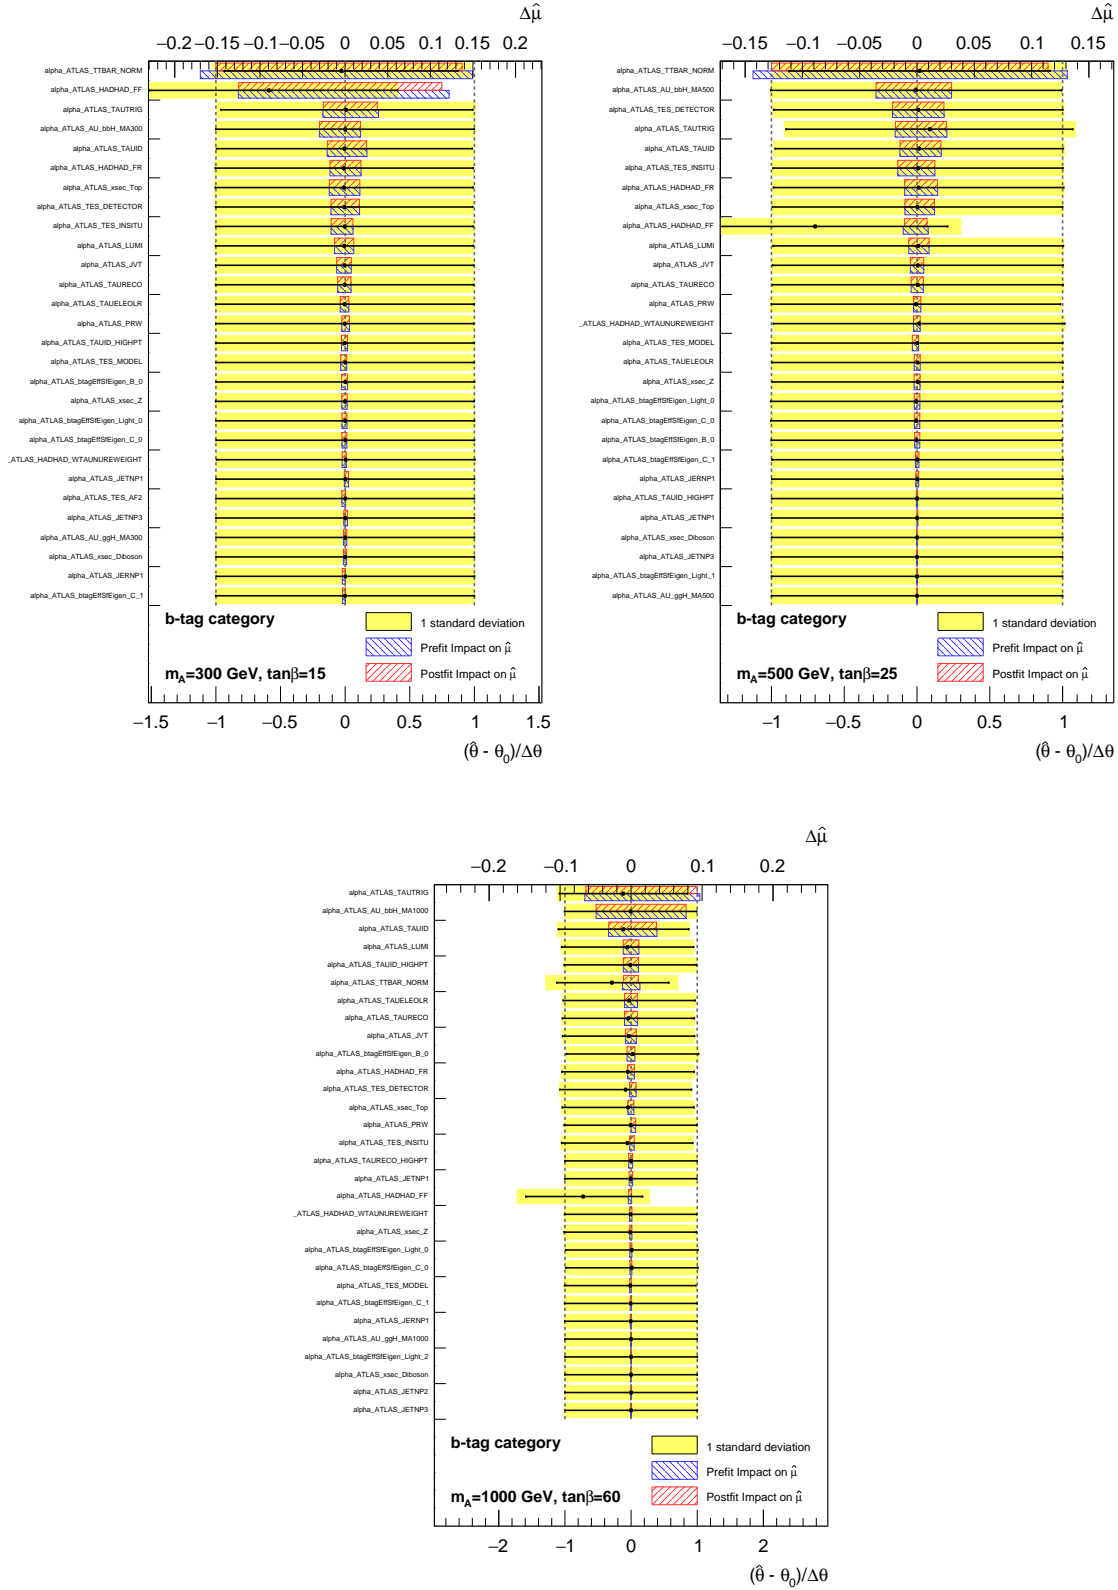 Δμ̂
−0.2 −0.15 −0.1 −0.05 0 0.05 0.1 0.15 0.2
alpha_ATLAS_TTBAR_NORM
alpha_ATLAS_HADHAD_FF
alpha_ATLAS_TAUTRIG
alpha_ATLAS_AU_bbH_MA300
alpha_ATLAS_TAUID
alpha_ATLAS_HADHAD_FR
alpha_ATLAS_xsec_Top
alpha_ATLAS_TES_DETECTOR
alpha_ATLAS_TES_INSITU
alpha_ATLAS_LUMI
alpha_ATLAS_JVT
alpha_ATLAS_TAURECO
alpha_ATLAS_TAUELEOLR
alpha_ATLAS_PRW
alpha_ATLAS_TAUID_HIGHPT
alpha_ATLAS_TES_MODEL
alpha_ATLAS_btagEffSfEigen_B_0
alpha_ATLAS_xsec_Z
alpha_ATLAS_btagEffSfEigen_Light_0
alpha_ATLAS_btagEffSfEigen_C_0
_ATLAS_HADHAD_WTAUNUREWEIGHT
alpha_ATLAS_JETNP1
alpha_ATLAS_TES_AF2
alpha_ATLAS_JETNP3
alpha_ATLAS_AU_ggH_MA300
alpha_ATLAS_xsec_Diboson
alpha_ATLAS_JERNP1
alpha_ATLAS_btagEffSfEigen_C_1
b-tag category
1 standard deviation
Prefit Impact on μ̂
Postfit Impact on μ̂
m_A=300 GeV, tanβ=15
−1.5 −1 −0.5 0 0.5 1 1.5
(θ̂ - θ₀)/Δθ
Δμ̂
−0.15 −0.1 −0.05 0 0.05 0.1 0.15
alpha_ATLAS_TTBAR_NORM
alpha_ATLAS_AU_bbH_MA500
alpha_ATLAS_TES_DETECTOR
alpha_ATLAS_TAUTRIG
alpha_ATLAS_TAUID
alpha_ATLAS_TES_INSITU
alpha_ATLAS_HADHAD_FR
alpha_ATLAS_xsec_Top
alpha_ATLAS_HADHAD_FF
alpha_ATLAS_LUMI
alpha_ATLAS_JVT
alpha_ATLAS_TAURECO
alpha_ATLAS_PRW
_ATLAS_HADHAD_WTAUNUREWEIGHT
alpha_ATLAS_TES_MODEL
alpha_ATLAS_TAUELEOLR
alpha_ATLAS_xsec_Z
alpha_ATLAS_btagEffSfEigen_Light_0
alpha_ATLAS_btagEffSfEigen_C_0
alpha_ATLAS_btagEffSfEigen_B_0
alpha_ATLAS_btagEffSfEigen_C_1
alpha_ATLAS_JERNP1
alpha_ATLAS_TAUID_HIGHPT
alpha_ATLAS_JETNP1
alpha_ATLAS_xsec_Diboson
alpha_ATLAS_JETNP3
alpha_ATLAS_btagEffSfEigen_Light_1
alpha_ATLAS_AU_ggH_MA500
b-tag category
1 standard deviation
Prefit Impact on μ̂
Postfit Impact on μ̂
m_A=500 GeV, tanβ=25
−1 −0.5 0 0.5 1
(θ̂ - θ₀)/Δθ
Δμ̂
−0.2 −0.1 0 0.1 0.2
alpha_ATLAS_TAUTRIG
alpha_ATLAS_AU_bbH_MA1000
alpha_ATLAS_TAUID
alpha_ATLAS_LUMI
alpha_ATLAS_TAUID_HIGHPT
alpha_ATLAS_TTBAR_NORM
alpha_ATLAS_TAUELEOLR
alpha_ATLAS_TAURECO
alpha_ATLAS_JVT
alpha_ATLAS_btagEffSfEigen_B_0
alpha_ATLAS_HADHAD_FR
alpha_ATLAS_TES_DETECTOR
alpha_ATLAS_xsec_Top
alpha_ATLAS_PRW
alpha_ATLAS_TES_INSITU
alpha_ATLAS_TAURECO_HIGHPT
alpha_ATLAS_JETNP1
alpha_ATLAS_HADHAD_FF
_ATLAS_HADHAD_WTAUNUREWEIGHT
alpha_ATLAS_xsec_Z
alpha_ATLAS_btagEffSfEigen_Light_0
alpha_ATLAS_btagEffSfEigen_C_0
alpha_ATLAS_TES_MODEL
alpha_ATLAS_btagEffSfEigen_C_1
alpha_ATLAS_JERNP1
alpha_ATLAS_AU_ggH_MA1000
alpha_ATLAS_btagEffSfEigen_Light_2
alpha_ATLAS_xsec_Diboson
alpha_ATLAS_JETNP2
alpha_ATLAS_JETNP3
b-tag category
1 standard deviation
Prefit Impact on μ̂
Postfit Impact on μ̂
m_A=1000 GeV, tanβ=60
−2 −1 0 1 2
(θ̂ - θ₀)/Δθ